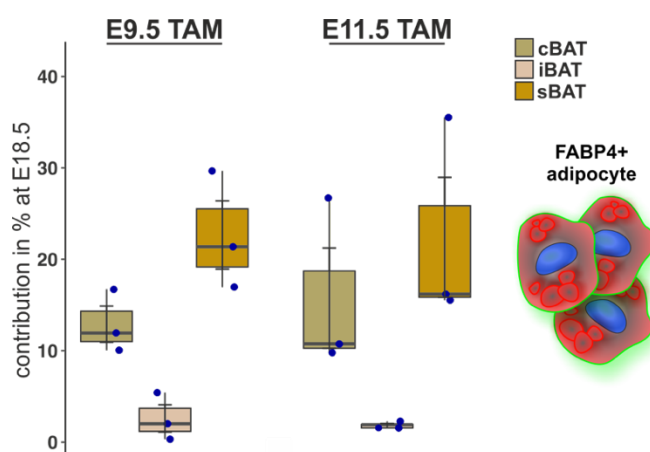 E9.5 TAM
E11.5 TAM
cBAT
iBAT
sBAT
contribution in % at E18.5
40
30
20
10
0
FABP4+
adipocyte